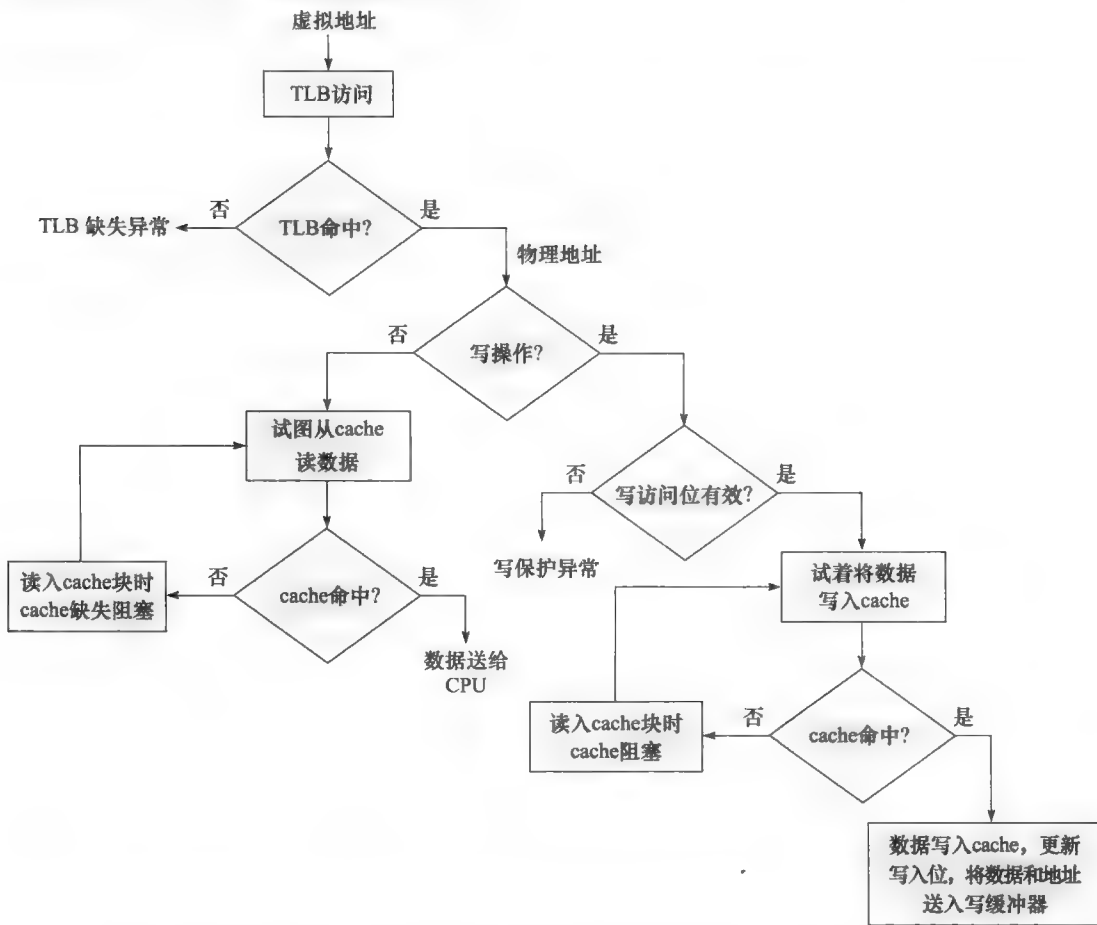 虚拟地址
TLB访问
否
是
TLB 缺失异常
TLB命中?
物理地址
否
是
写操作?
试图从cache
读数据
否
是
写访问位有效?
写保护异常
读入cache块时
cache缺失阻塞
否
是
cache命中?
数据送给
CPU
试着将数据
写入cache
读入cache块时
cache阻塞
否
是
cache命中?
数据写入cache，更新
写入位，将数据和地址
送入写缓冲器